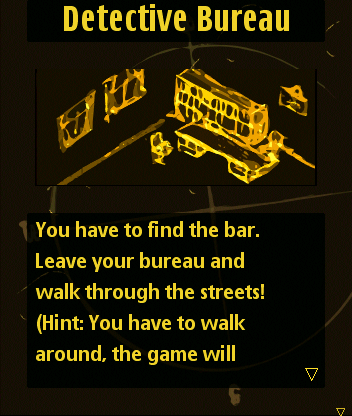 Detective Bureau
You have to find the bar.
Leave your bureau and
walk through the streets!
(Hint: You have to walk
around, the game will